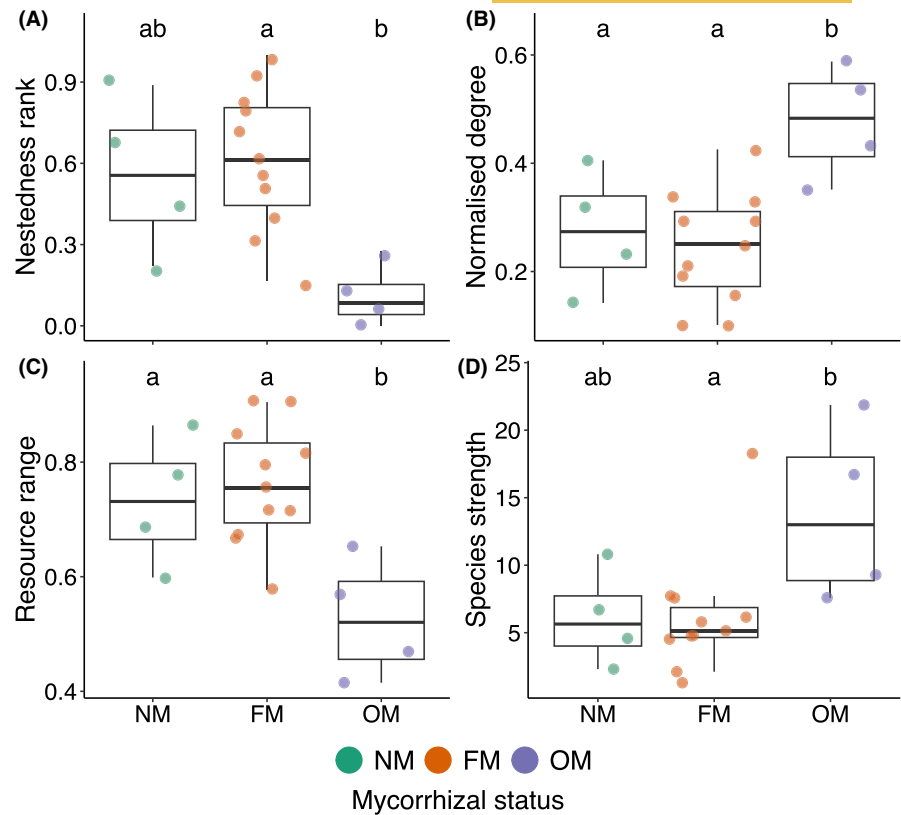 (A)
ab a b
Nestedness rank
0.9
0.6
0.3
0.0
(B)
a a b
Normalised degree
0.6
0.4
0.2
(C)
a a b
Resource range
0.8
0.6
0.4
NM FM OM
(D)
ab a b
Species strength
25
20
15
10
5
NM FM OM
NM FM OM
Mycorrhizal status